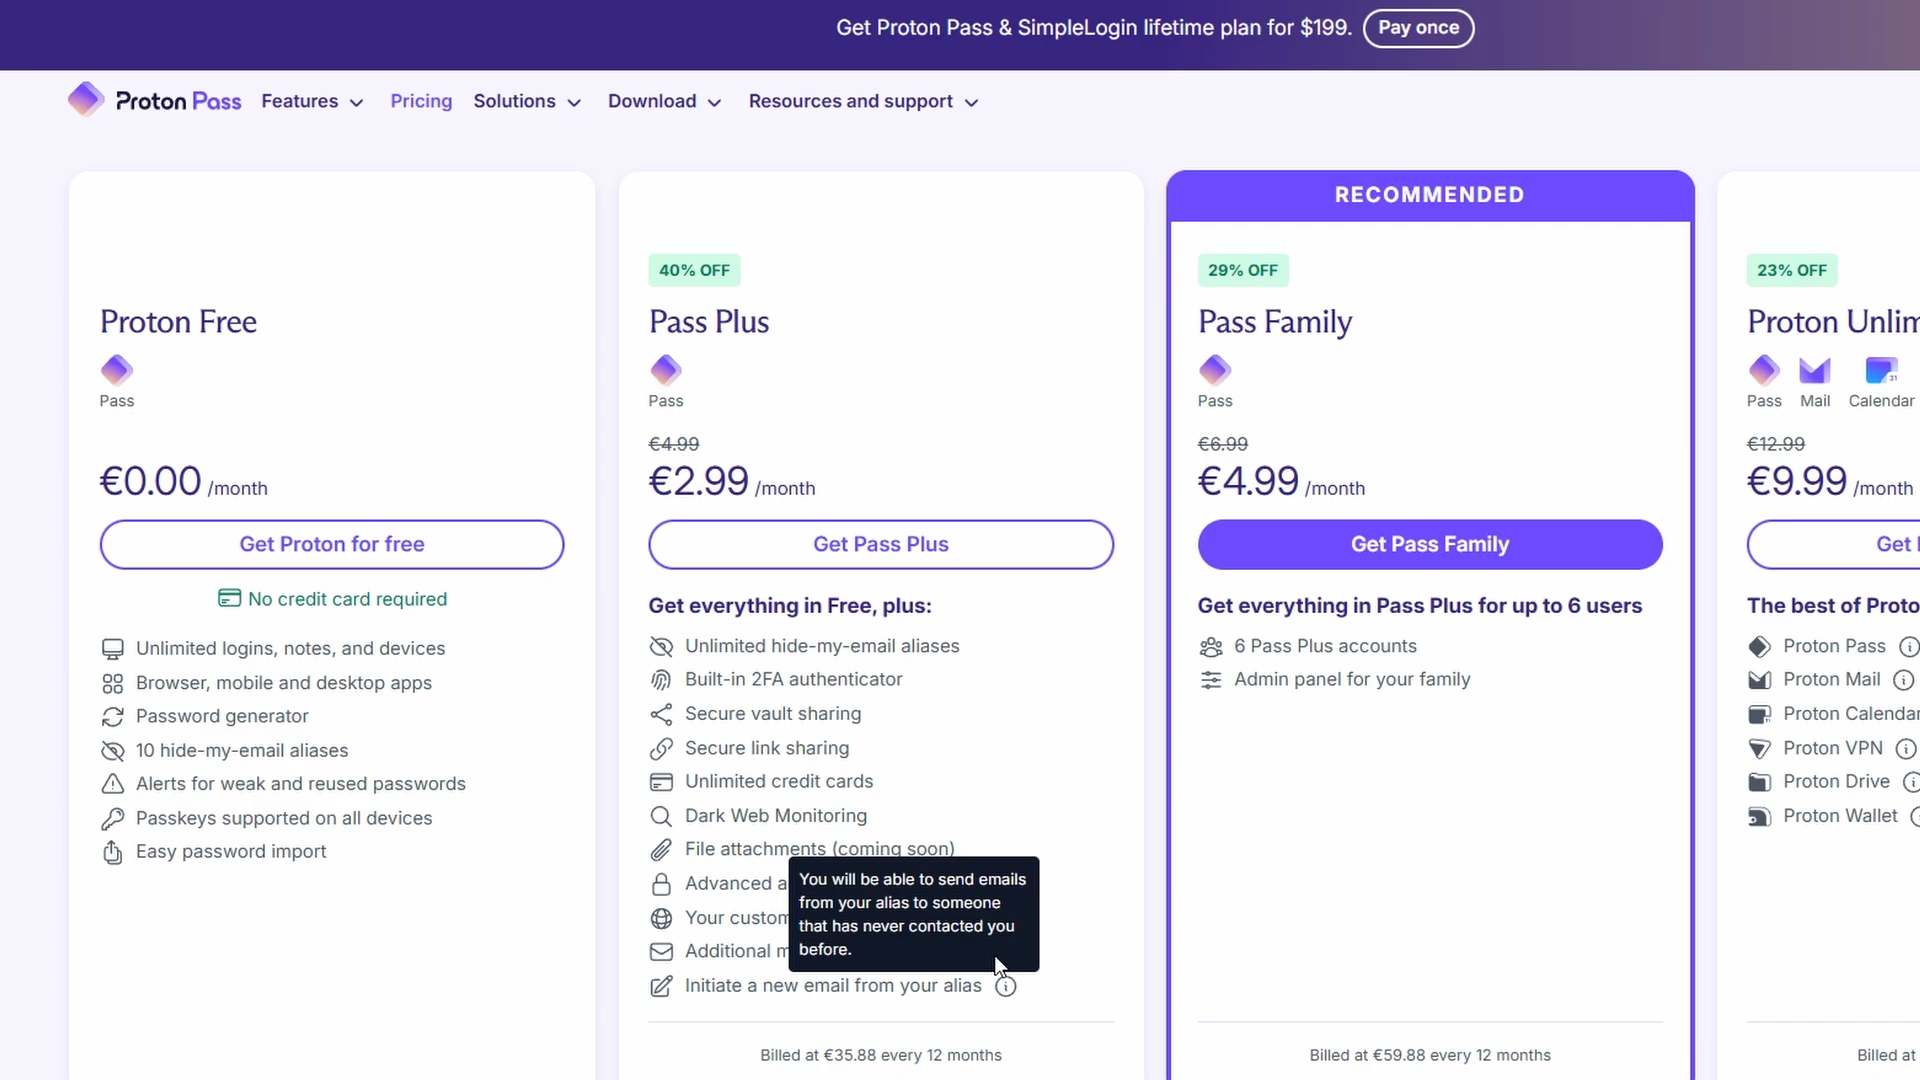 Get Proton Pass & SimpleLogin lifetime plan for $199.
Pay once
Proton Pass
Features
Pricing
Solutions
Download
Resources and support
Proton Free
Pass
€0.00 /month
Get Proton for free
No credit card required
Unlimited logins, notes, and devices
Browser, mobile and desktop apps
Password generator
10 hide-my-email aliases
Alerts for weak and reused passwords
Passkeys supported on all devices
Easy password import
40% OFF
Pass Plus
Pass
€4.99
€2.99 /month
Get Pass Plus
Get everything in Free, plus:
Unlimited hide-my-email aliases
Built-in 2FA authenticator
Secure vault sharing
Secure link sharing
Unlimited credit cards
Dark Web Monitoring
File attachments (coming soon)
Advanced a
Your custom
Additional m
Initiate a new email from your alias
You will be able to send emails
from your alias to someone
that has never contacted you
before.
Billed at €35.88 every 12 months
RECOMMENDED
29% OFF
Pass Family
Pass
€6.99
€4.99 /month
Get Pass Family
Get everything in Pass Plus for up to 6 users
6 Pass Plus accounts
Admin panel for your family
Billed at €59.88 every 12 months
23% OFF
Proton Unlim
Pass
Mail
Calendar
31
€12.99
€9.99 /month
Get
The best of Proto
Proton Pass
Proton Mail
Proton Calendar
Proton VPN
Proton Drive
Proton Wallet
Billed at